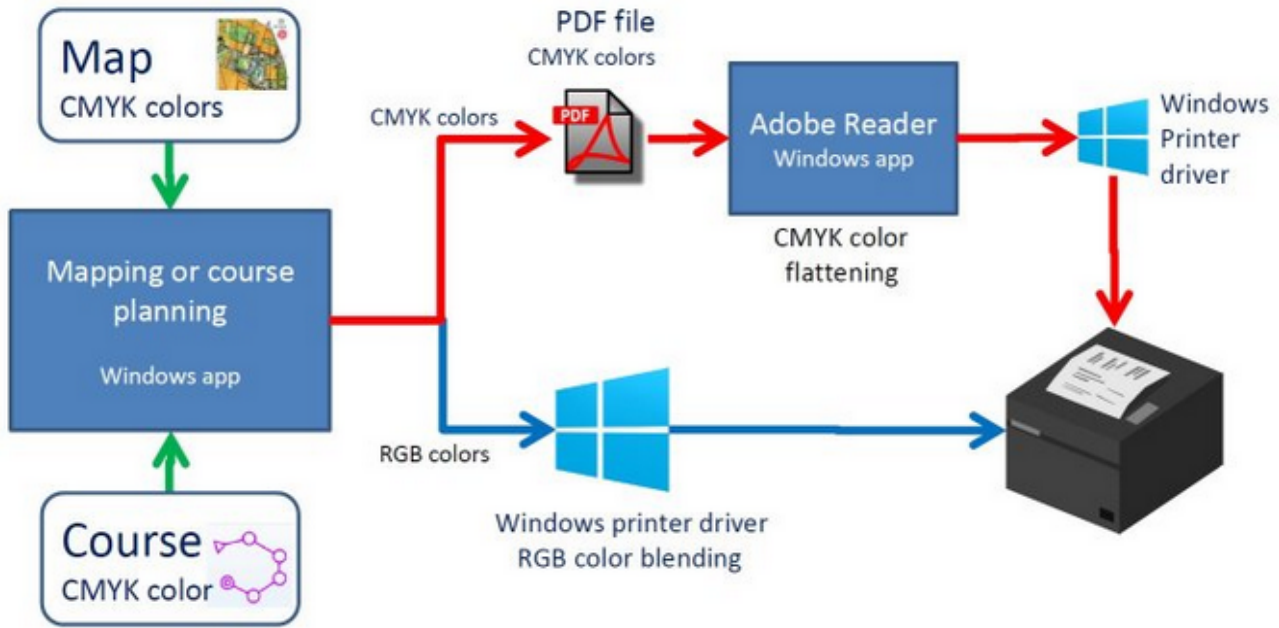 Map
CMYK colors
Mapping or course
planning
Windows app
Course
CMYK color
CMYK colors
RGB colors
PDF file
CMYK colors
PDF
Adobe Reader
Windows app
CMYK color
flattening
Windows
Printer
driver
Windows printer driver
RGB color blending